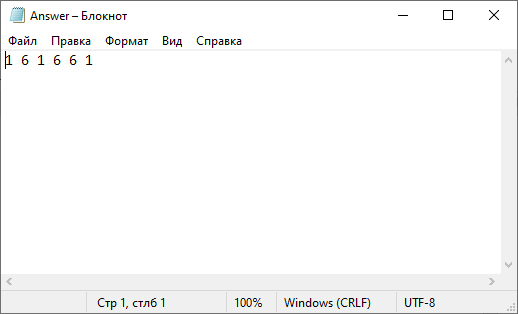 Answer – Блокнот
Файл Правка Формат Вид Справка
1 6 1 6 6 1
Стр 1, стлб 1 100% Windows (CRLF) UTF-8